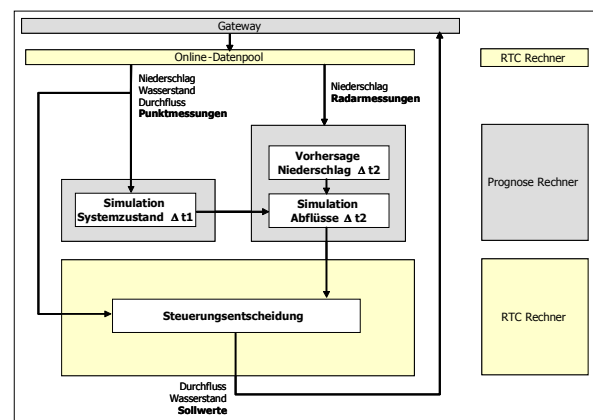 Gateway
Online-Datenpool
RTC Rechner
Niederschlag
Wasserstand
Durchfluss
Punktmessungen
Niederschlag
Radarmessungen
Vorhersage
Niederschlag Δ t2
Simulation
Systemzustand Δ t1
Simulation
Abflüsse Δ t2
Prognose Rechner
Steuerungsentscheidung
RTC Rechner
Durchfluss
Wasserstand
Sollwerte